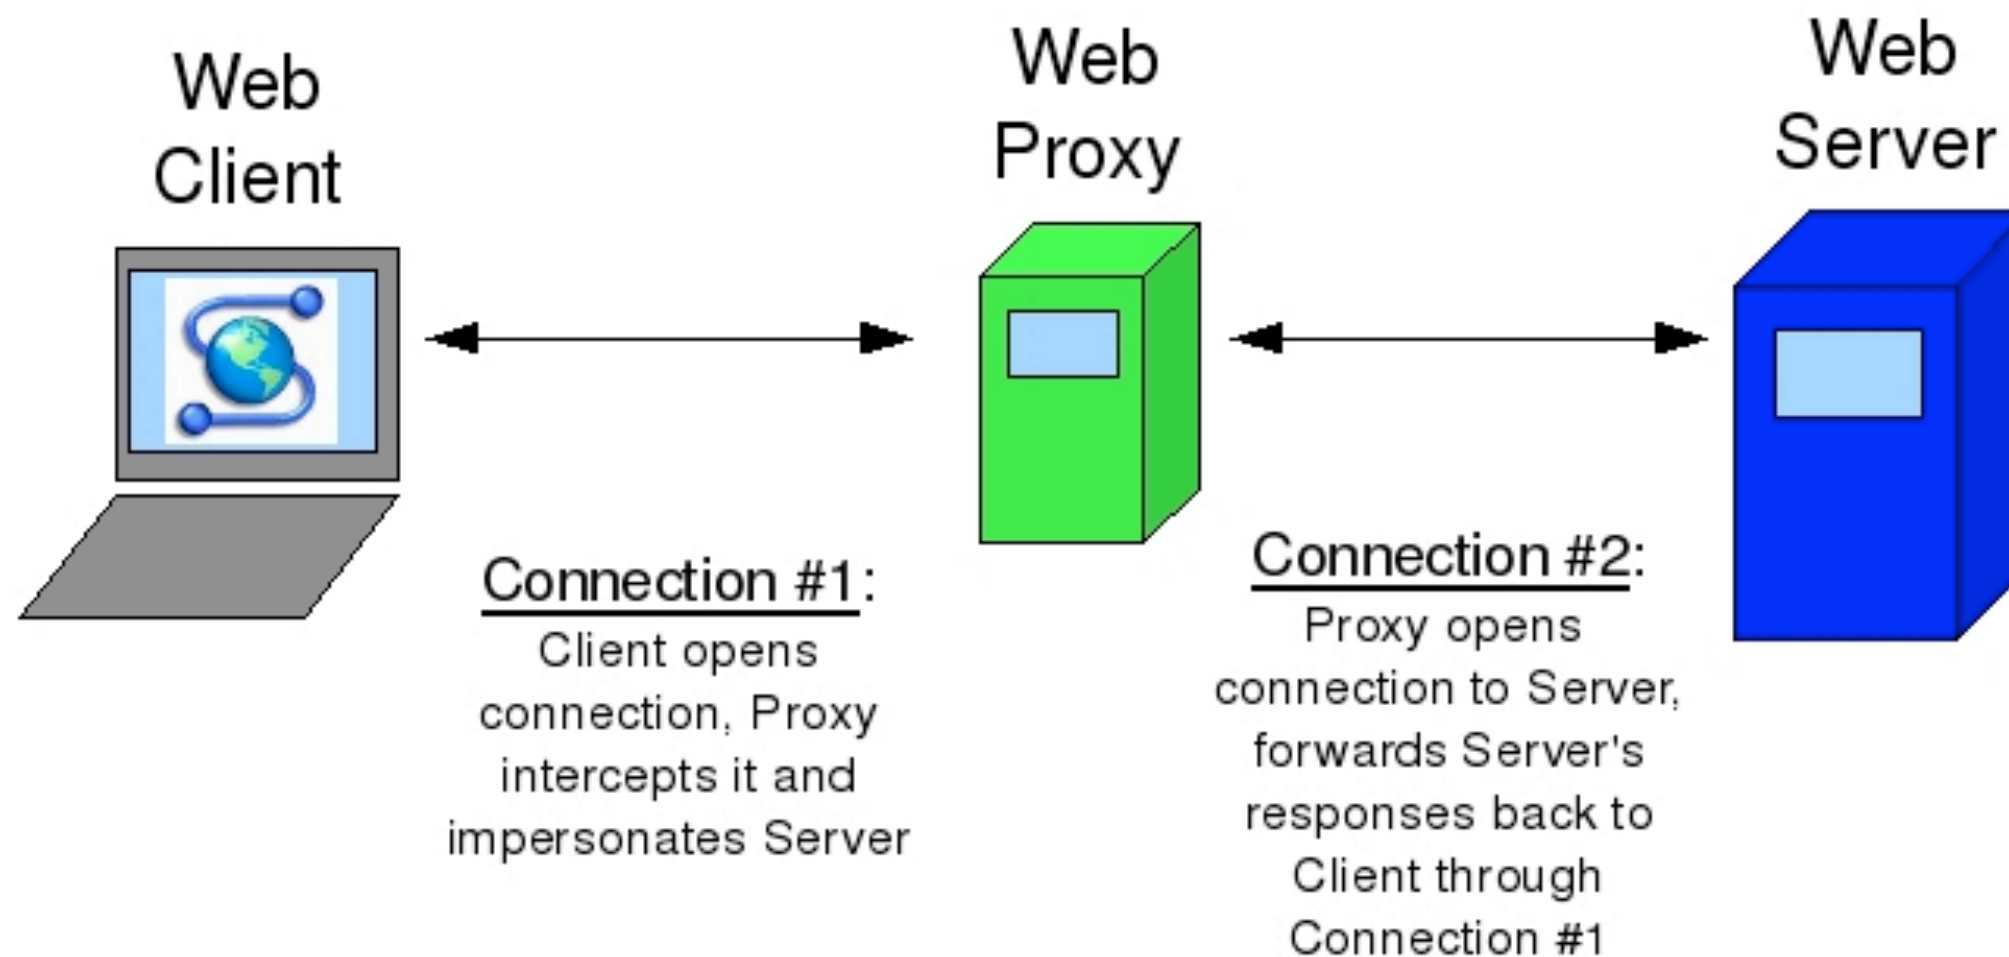 Web
Client
Web
Proxy
Web
Server
Connection #1:
Client opens
connection, Proxy
intercepts it and
impersonates Server
Connection #2:
Proxy opens
connection to Server,
forwards Server's
responses back to
Client through
Connection #1